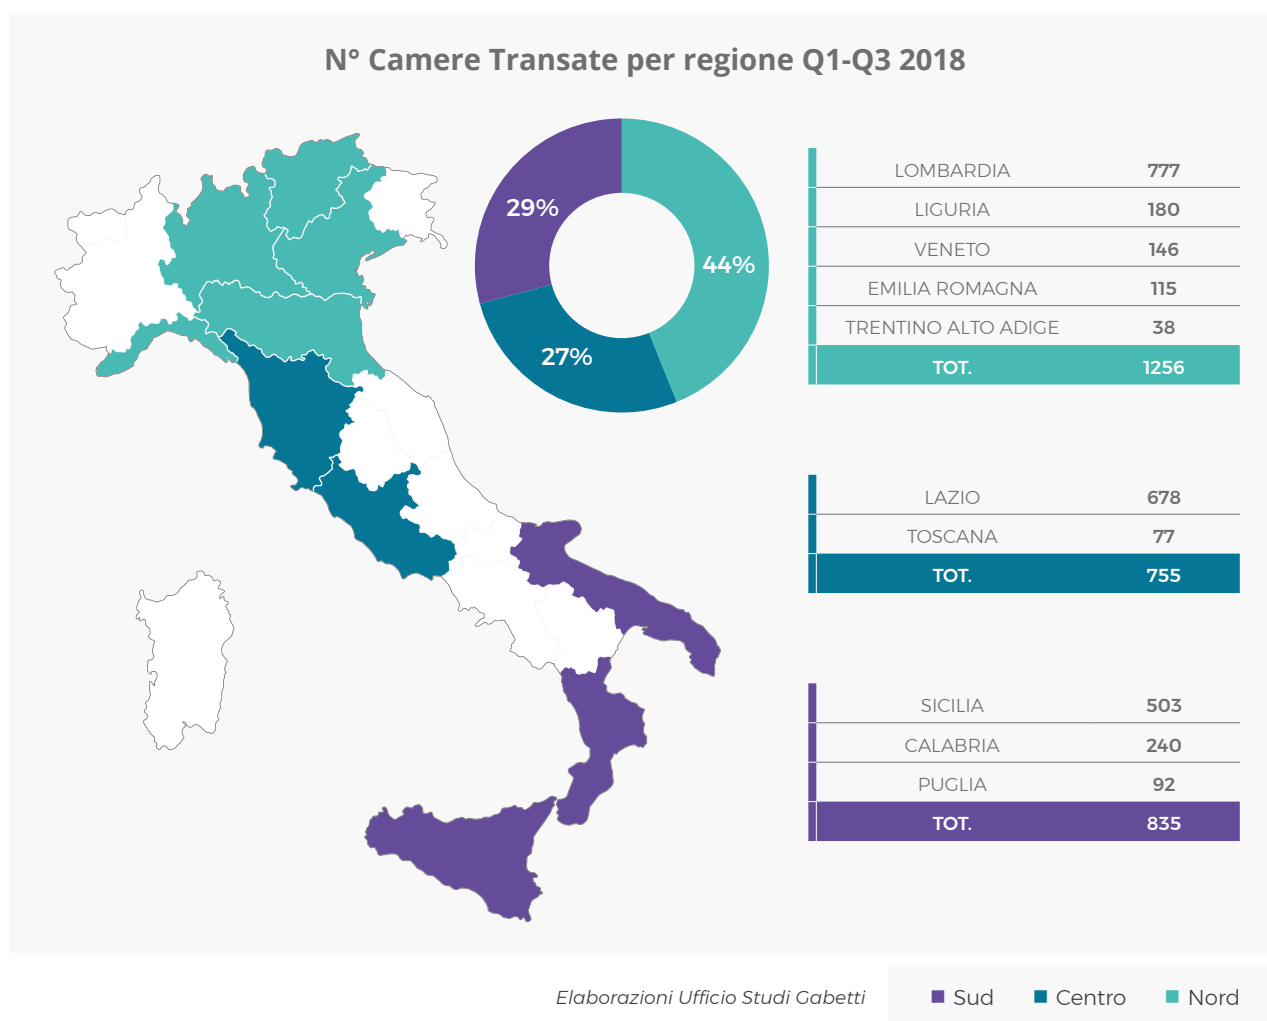 N° Camere Transate per regione Q1-Q3 2018
29%
44%
27%
LOMBARDIA 777
LIGURIA 180
VENETO 146
EMILIA ROMAGNA 115
TRENTINO ALTO ADIGE 38
TOT. 1256
LAZIO 678
TOSCANA 77
TOT. 755
SICILIA 503
CALABRIA 240
PUGLIA 92
TOT. 835
Elaborazioni Ufficio Studi Gabetti
Sud Centro Nord